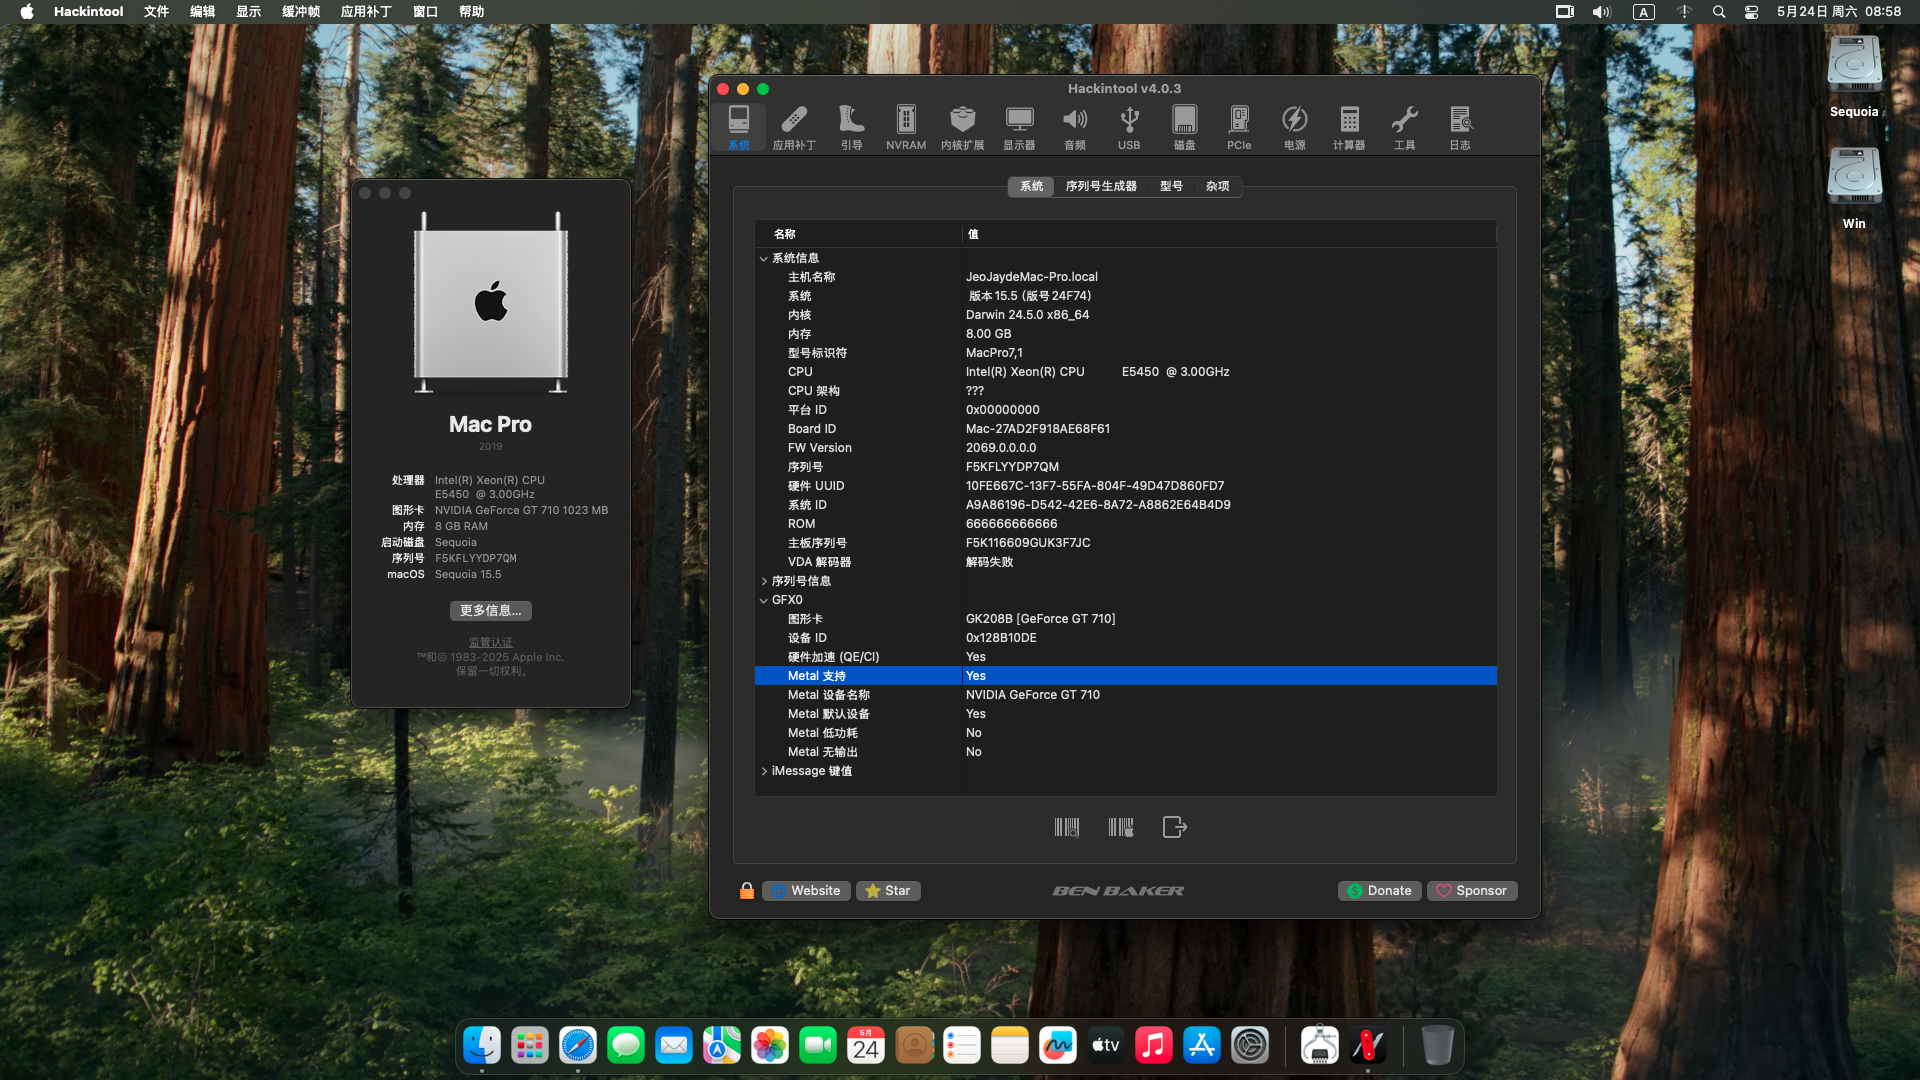 Hackintool 文件 编辑 显示 缓冲帧 应用补丁 窗口 帮助 A 5月24日 周六 08:58
Sequoia
Win
Mac Pro
2019
处理器 Intel(R) Xeon(R) CPU
E5450 @ 3.00GHz
图形卡 NVIDIA GeForce GT 710 1023 MB
内存 8 GB RAM
启动磁盘 Sequoia
序列号 F5KFLYYDP7QM
macOS Sequoia 15.5
更多信息...
监管认证
™和© 1983-2025 Apple Inc.
保留一切权利。
Hackintool v4.0.3
系统 应用补丁 引导 NVRAM 内核扩展 显示器 音频 USB 磁盘 PCIe 电源 计算器 工具 日志
系统 序列号生成器 型号 杂项
名称 值
系统信息
主机名称 JeoJaydeMac-Pro.local
系统 版本 15.5 (版号 24F74)
内核 Darwin 24.5.0 x86_64
内存 8.00 GB
型号标识符 MacPro7,1
CPU Intel(R) Xeon(R) CPU E5450 @ 3.00GHz
CPU 架构 ???
平台 ID 0x00000000
Board ID Mac-27AD2F918AE68F61
FW Version 2069.0.0.0.0
序列号 F5KFLYYDP7QM
硬件 UUID 10FE667C-13F7-55FA-804F-49D47D860FD7
系统 ID A9A86196-D542-42E6-8A72-A8862E64B4D9
ROM 666666666666
主板序列号 F5K116609GUK3F7JC
VDA 解码器 解码失败
序列号信息
GFX0
图形卡 GK208B [GeForce GT 710]
设备 ID 0x128B10DE
硬件加速 (QE/CI) Yes
Metal 支持 Yes
Metal 设备名称 NVIDIA GeForce GT 710
Metal 默认设备 Yes
Metal 低功耗 No
Metal 无输出 No
iMessage 键值
Website Star BEN BAKER Donate Sponsor
5月
24
tv